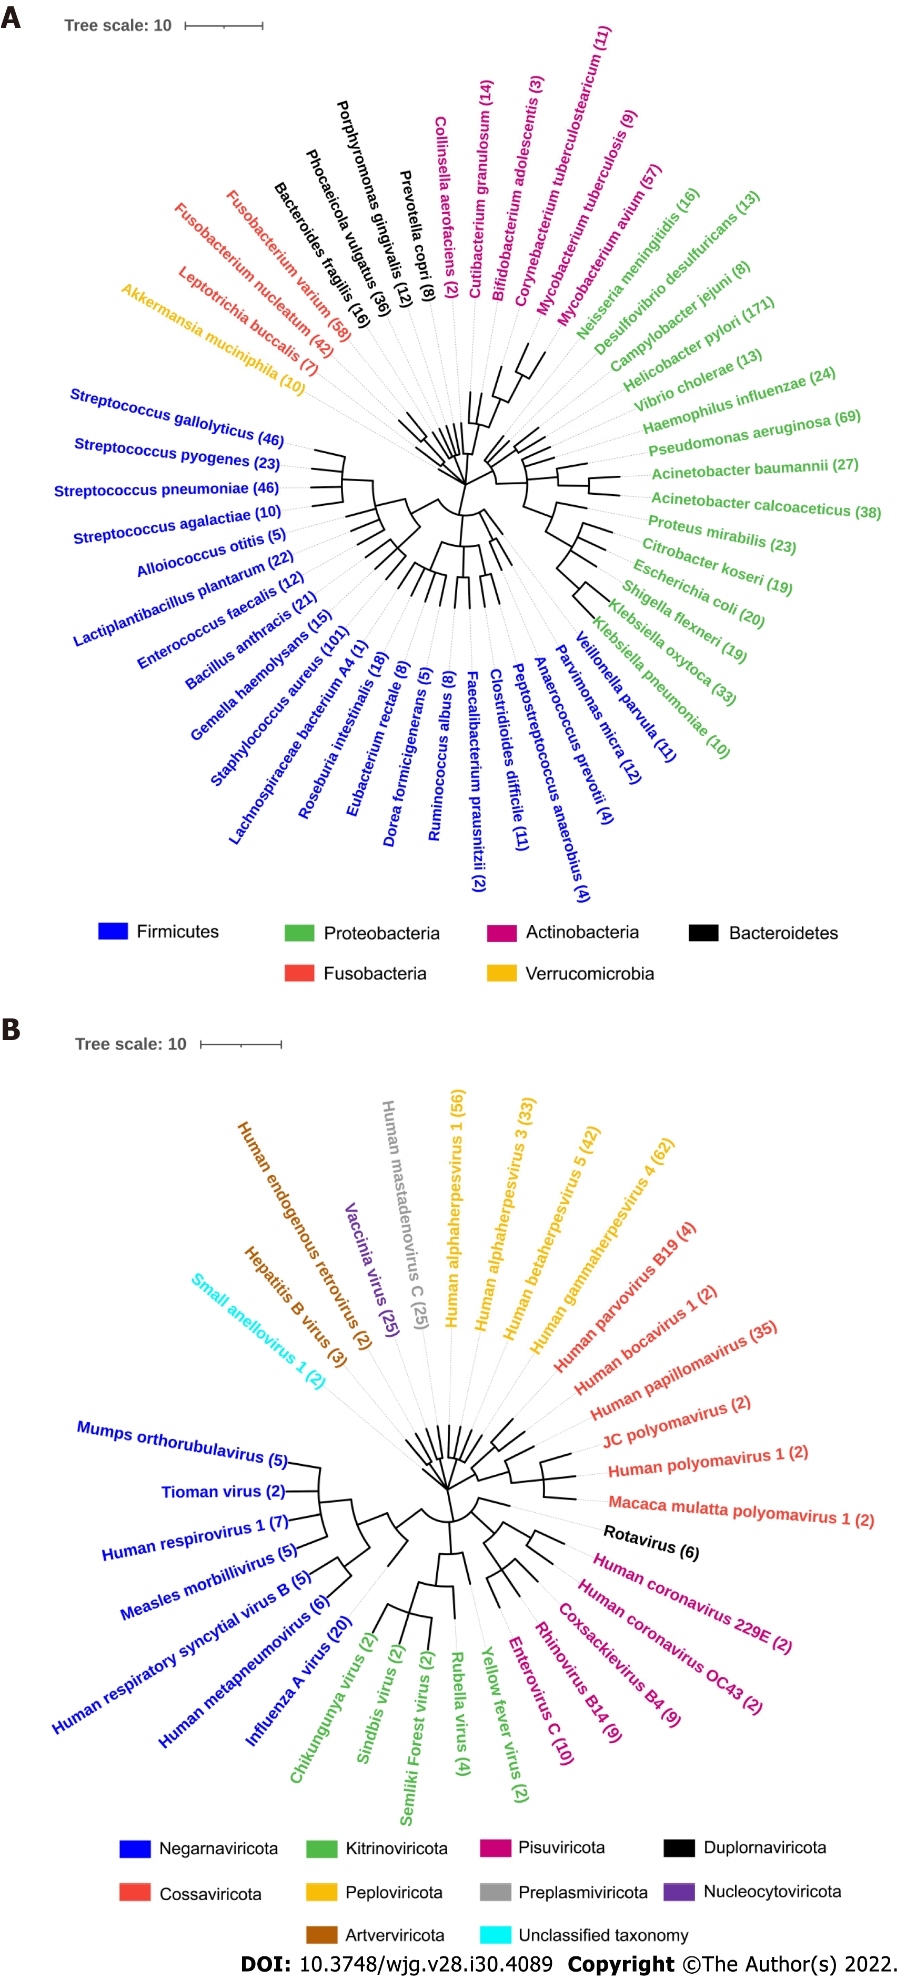 A
Tree scale: 10
Streptococcus gallolyticus (46)
Streptococcus pyogenes (23)
Streptococcus pneumoniae (46)
Streptococcus agalactiae (10)
Alloiococcus otitis (5)
Lactiplantibacillus plantarum (22)
Enterococcus faecalis (12)
Bacillus anthracis (21)
Gemella haemolysans (15)
Staphylococcus aureus (101)
Lachnospiraceae bacterium A4 (1)
Roseburia intestinalis (18)
Eubacterium rectale (8)
Dorea formicigenerans (5)
Ruminococcus albus (8)
Faecalibacterium prausnitzii (2)
Clostridioides difficile (11)
Peptostreptococcus anaerobius (4)
Anaerococcus prevotii (4)
Parvimonas micra (12)
Veillonella parvula (11)
Akkermansia muciniphila (10)
Leptotrichia buccalis (7)
Fusobacterium nucleatum (42)
Fusobacterium varium (58)
Bacteroides fragilis (16)
Phocaeicola vulgatus (36)
Porphyromonas gingivalis (12)
Prevotella copri (8)
Collinsella aerofaciens (2)
Cutibacterium granulosum (14)
Bifidobacterium adolescentis (3)
Corynebacterium tuberculostearicum (11)
Mycobacterium tuberculosis (9)
Mycobacterium avium (57)
Neisseria meningitidis (16)
Desulfovibrio desulfuricans (13)
Campylobacter jejuni (8)
Helicobacter pylori (171)
Vibrio cholerae (13)
Haemophilus influenzae (24)
Pseudomonas aeruginosa (69)
Acinetobacter baumannii (27)
Acinetobacter calcoaceticus (38)
Proteus mirabilis (23)
Citrobacter koseri (19)
Escherichia coli (20)
Shigella flexneri (19)
Klebsiella oxytoca (33)
Klebsiella pneumoniae (10)
Firmicutes
Proteobacteria
Actinobacteria
Bacteroidetes
Fusobacteria
Verrucomicrobia
B
Tree scale: 10
Mumps orthorubulavirus (5)
Tioman virus (2)
Human respirovirus 1 (7)
Measles morbillivirus (5)
Human respiratory syncytial virus B (5)
Human metapneumovirus (6)
Influenza A virus (20)
Chikungunya virus (2)
Sindbis virus (2)
Semliki Forest virus (2)
Rubella virus (4)
Yellow fever virus (2)
Enterovirus C (10)
Rhinovirus B14 (9)
Coxsackievirus B4 (9)
Human coronavirus OC43 (2)
Human coronavirus 229E (2)
Rotavirus (6)
Small anellovirus 1 (2)
Hepatitis B virus (3)
Human endogenous retrovirus (2)
Vaccinia virus (25)
Human mastadenovirus C (25)
Human alphaherpesvirus 1 (56)
Human alphaherpesvirus 3 (33)
Human betaherpesvirus 5 (42)
Human gammaherpesvirus 4 (62)
Human parvovirus B19 (4)
Human bocavirus 1 (2)
Human papillomavirus (35)
JC polyomavirus (2)
Human polyomavirus 1 (2)
Macaca mulatta polyomavirus 1 (2)
Negarnaviricota
Kitrinoviricota
Pisuviricota
Duplornaviricota
Cossaviricota
Peploviricota
Preplasmiviricota
Nucleocytoviricota
Artverviricota
Unclassified taxonomy
DOI: 10.3748/wjg.v28.i30.4089 Copyright ©The Author(s) 2022.